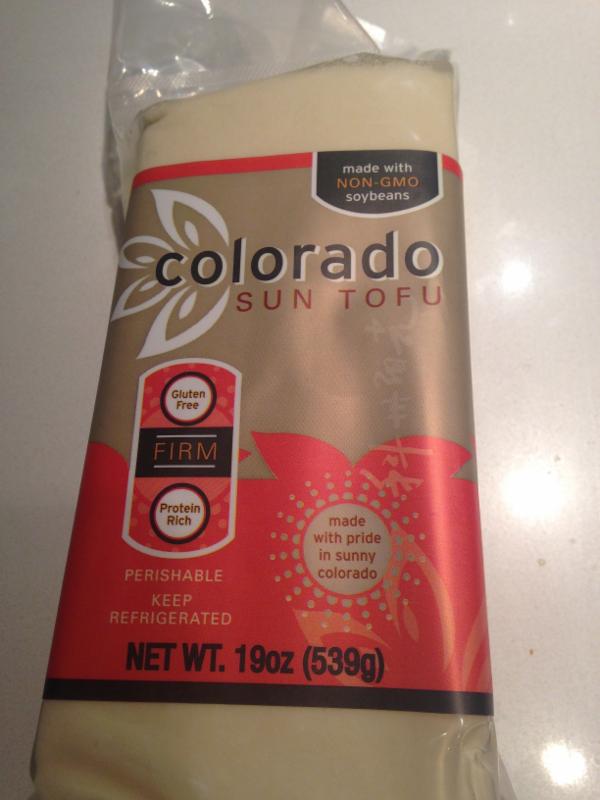 made with
NON-GMO
soybeans
colorado
SUN TOFU
Gluten
Free
FIRM
Protein
Rich
made
with pride
in sunny
colorado
PERISHABLE
KEEP
REFRIGERATED
NET WT. 19oz (539g)